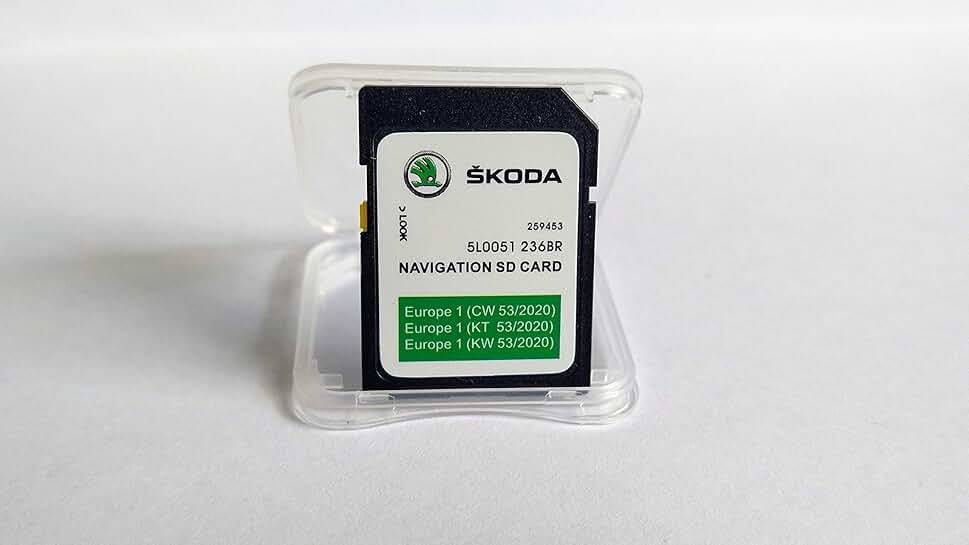 ŠKODA
> LOOK
259453
5L0051 236BR
NAVIGATION SD CARD
Europe 1 (CW 53/2020)
Europe 1 (KT 53/2020)
Europe 1 (KW 53/2020)